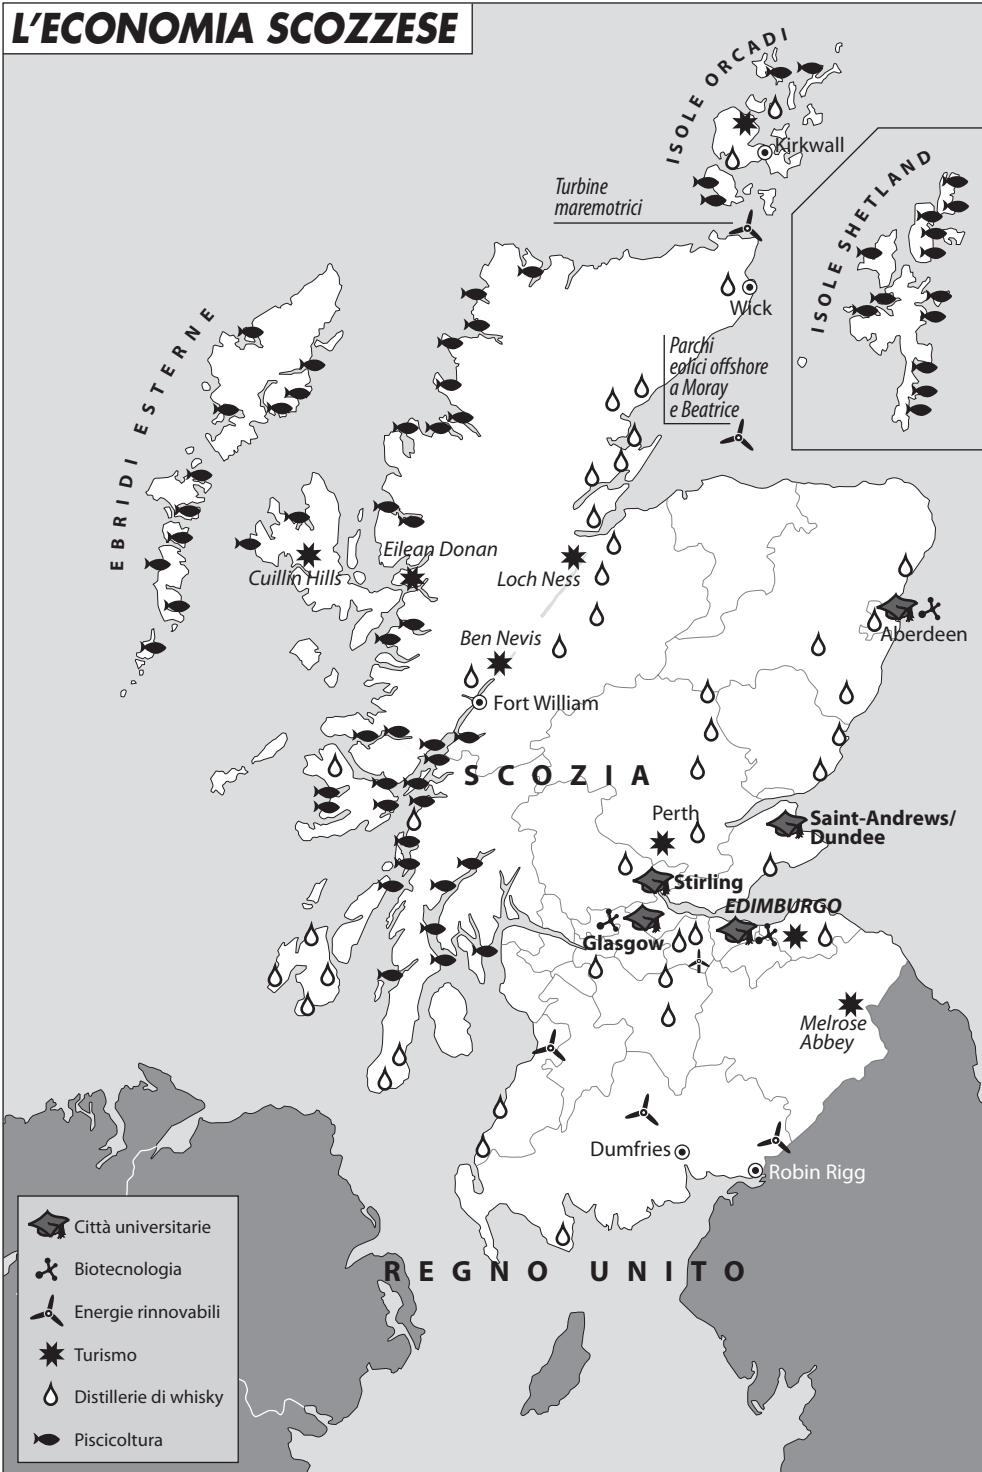 L'ECONOMIA SCOZZESE
ISOLE ORCADI
Kirkwall
Turbine
maremotrici
ISOLE SHETLAND
Wick
Parchi
eolici offshore
a Moray
e Beatrice
EBRIDI ESTERNE
Eilean Donan
Cuillin Hills
Loch Ness
Aberdeen
Ben Nevis
Fort William
SCOZIA
Perth
Saint-Andrews/
Dundee
Stirling
EDIMBURGO
Glasgow
Melrose
Abbey
Dumfries
Robin Rigg
REGNO UNITO
Città universitarie
Biotecnologia
Energie rinnovabili
Turismo
Distillerie di whisky
Piscicoltura